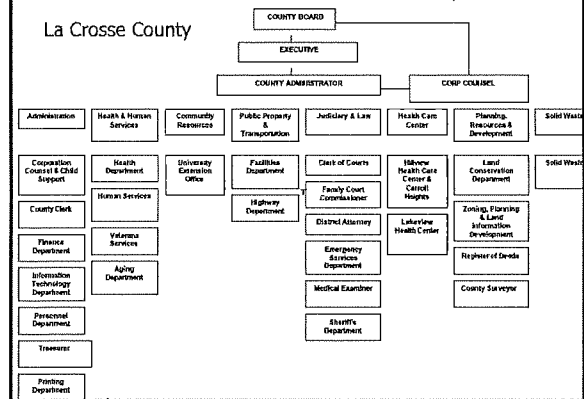 La Crosse County
COUNTY BOARD
EXECUTIVE
COUNTY ADMINISTRATOR
CORP COUNSEL
Administration
Health & Human
Services
Community
Resources
Public Property
&
Transportation
Judiciary & Law
Health Care
Center
Planning,
Resources &
Development
Solid Waste
Corporation
Counsel & Child
Support
County Clerk
Finance
Department
Information
Technology
Department
Personnel
Department
Treasurer
Printing
Department
Health
Department
Human Services
Veterans
Services
Aging
Department
University
Extension
Office
Facilities
Department
Highway
Department
Clerk of Courts
Family Court
Commissioner
District Attorney
Emergency
Services
Department
Medical Examiner
Sheriff's
Department
Hillview
Health Care
Center &
Carroll
Heights
Lakeview
Health Center
Land
Conservation
Department
Zoning, Planning
& Land
Information
Development
Register of Deeds
County Surveyor
Solid Waste